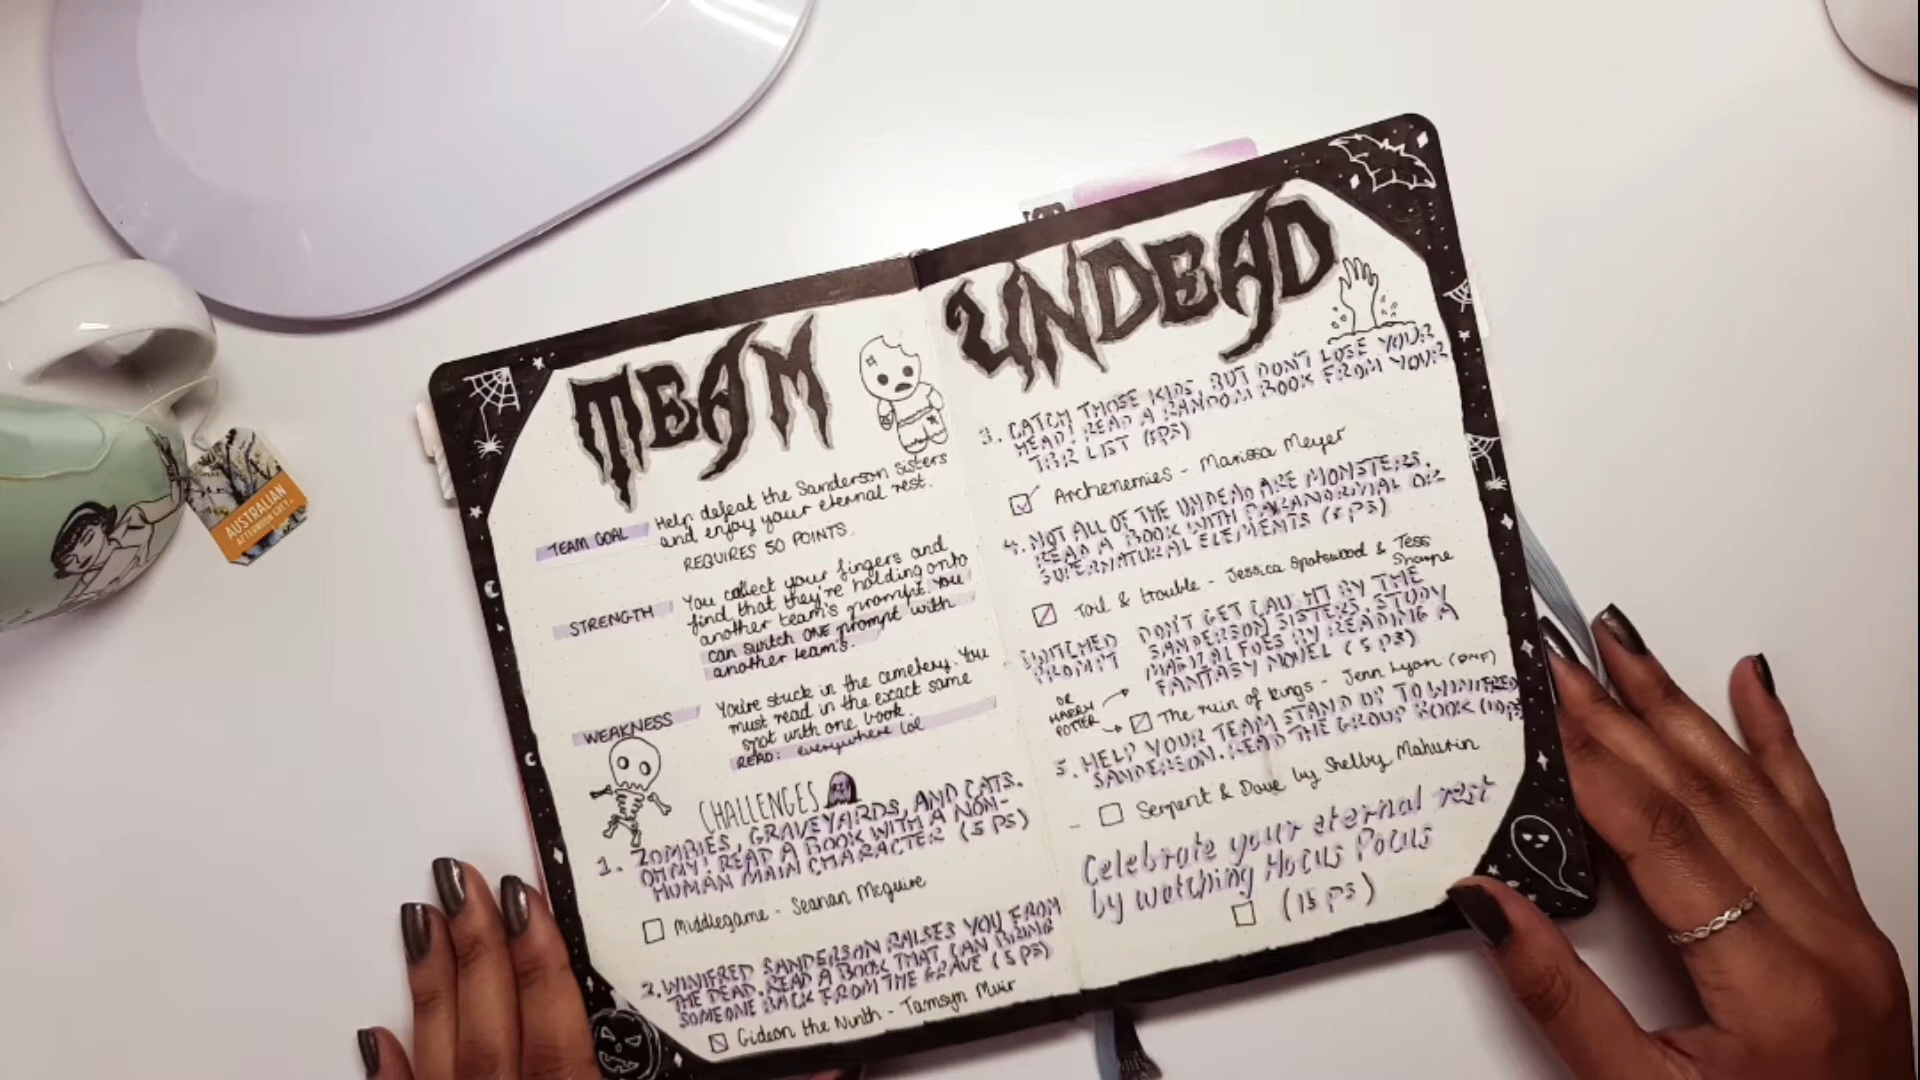 TEAM
TEAM GOAL
Help defeat the Sanderson Sisters
and enjoy your eternal rest.
REQUIRES 50 POINTS.
STRENGTH
You collect your fingers and
find that they're holding onto
another team's prompt. You
can switch ONE prompt with
another team's.
WEAKNESS
You're stuck in the cemetery. You
must read in the exact same
spot with one book.
READ: everywhere lol
CHALLENGES
1. ZOMBIES, GRAVEYARDS, AND CATS.
OH MY! READ A BOOK WITH A NON-
HUMAN MAIN CHARACTER (5 PS)
Middlegame - Seanan Mcguire
2. WINIFRED SANDERSON RAISES YOU FROM
THE DEAD. READ A BOOK THAT CAN BRING
SOMEONE BACK FROM THE GRAVE (5 PS)
Gideon the Ninth - Tamsyn Muir
UNDEAD
3. CATCH THOSE KIDS, BUT DON'T LOSE YOUR
HEAD! READ A RANDOM BOOK FROM YOUR
TBR LIST (5PS)
Archenemies - Marissa Meyer
4. NOT ALL OF THE UNDEAD ARE MONSTERS.
READ A BOOK WITH PARANORMAL OR
SUPERNATURAL ELEMENTS (5 PS)
Toil & trouble - Jessica Spotswood & Tess
Sharpe
SWITCHED
PROMPT
DON'T GET CAUGHT BY THE
SANDERSON SISTERS. STUDY
MAGICAL FOES BY READING A
FANTASY NOVEL (5 PS)
OR
HARRY
POTTER
The ruin of kings - Jenn Lyon (DNF)
5. HELP YOUR TEAM STAND UP TO WINIFRED
SANDERSON. READ THE GROUP BOOK (10PS)
Serpent & Dove by Shelby Mahurin
Celebrate your eternal rest
by watching Hocus Pocus
(15 PS)
AUSTRALIAN
AFTERNOON GREY